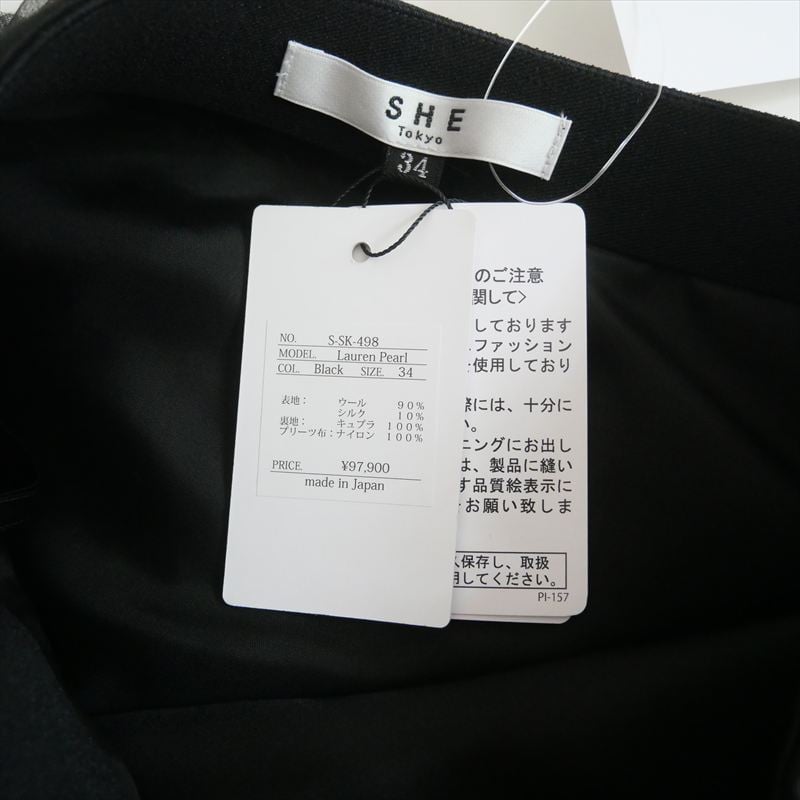 SHE
Tokyo
34
NO. S-SK-498
MODEL. Lauren Pearl
COL. Black SIZE. 34
表地： ウール 90%
シルク 10%
裏地： キュプラ 100%
プリーツ布：ナイロン 100%
PRICE. ¥97,900
made in Japan
のご注意
関して>
しております
ファッション
使用しており
際には、十分に
い。
ニングにお出し
は、製品に縫い
す品質絵表示に
お願い致しま
保存し、取扱
用してください。
PI-157